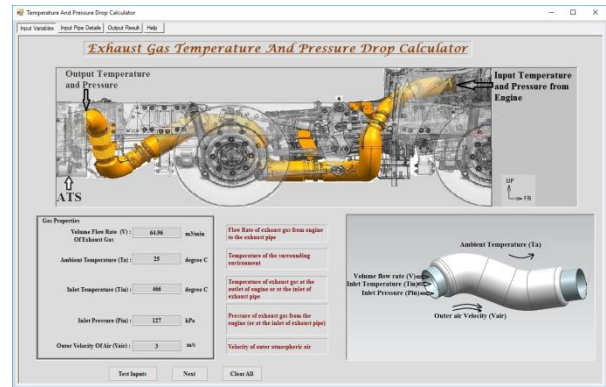 Temperature And Pressure Drop Calculator
Input Variables
Input Pipe Details
Output Result
Help
Exhaust Gas Temperature And Pressure Drop Calculator
Output Temperature
and Pressure
Input Temperature
and Pressure from
Engine
ATS
UP
FR
Gas Properties
Volume Flow Rate (V) :
Of Exhaust Gas
64.96
m3/min
Flow Rate of exhaust gas from engine
to the exhaust pipe
Ambient Temperature (Ta) :
25
degree C
Temperature of the surrounding
environment
Inlet Temperature (Tin) :
466
degree C
Temperature of exhaust gas at the
outlet of engine or at the inlet of
exhaust pipe
Inlet Pressure (Pin) :
127
kPa
Pressure of exhaust gas from the
engine (or at the inlet of exhaust pipe)
Outer Velocity Of Air (Vair) :
3
m/s
Velocity of outer atmospheric air
Ambient Temperature (Ta)
Volume flow rate (V)
Inlet Temperature (Tin)
Inlet Pressure (Pin)
Outer air Velocity (Vair)
Test Inputs
Next
Clear All